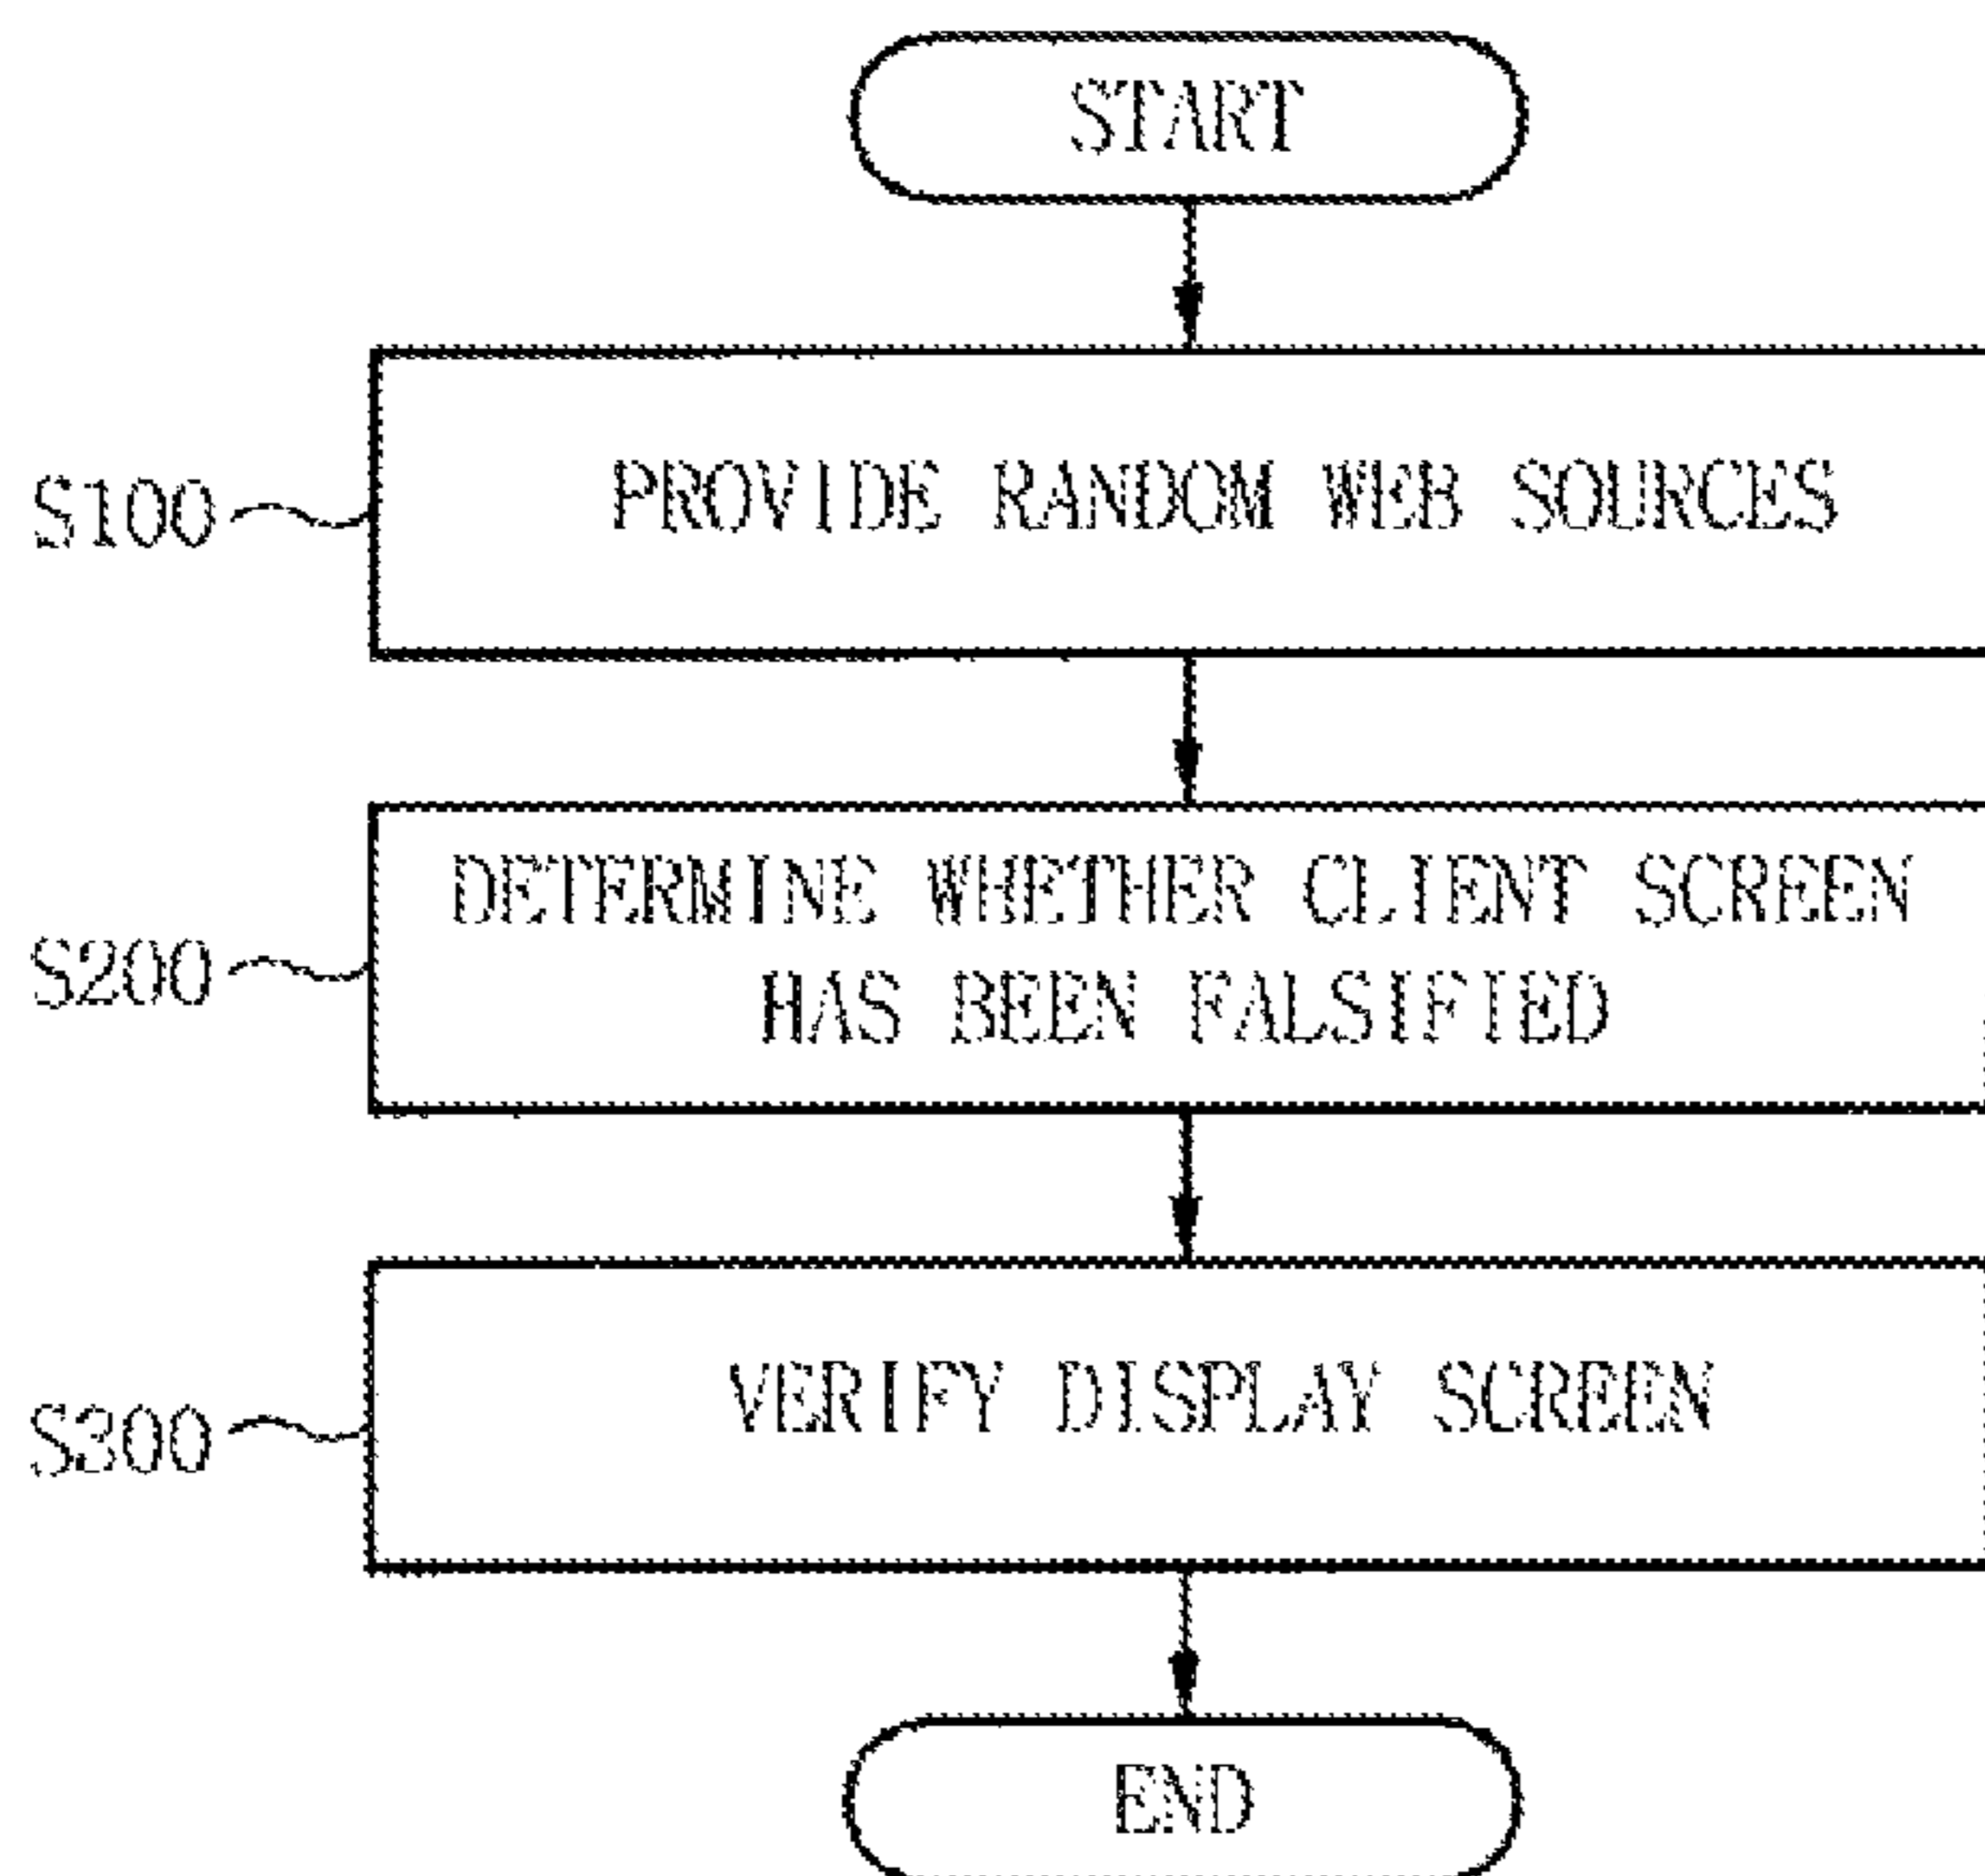 START
S100
PROVIDE RANDOM WEB SOURCES
S200
DETERMINE WHETHER CLIENT SCREEN
HAS BEEN FALSIFIED
S300
VERIFY DISPLAY SCREEN
END